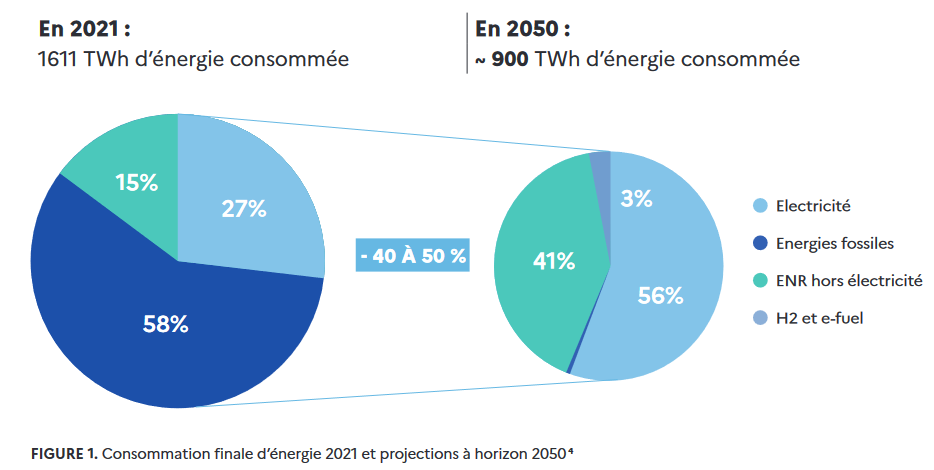 En 2021 :
1611 TWh d’énergie consommée
En 2050 :
~ 900 TWh d’énergie consommée
15%
27%
58%
- 40 À 50 %
3%
41%
56%
Electricité
Energies fossiles
ENR hors électricité
H2 et e-fuel
FIGURE 1. Consommation finale d’énergie 2021 et projections à horizon 2050⁴